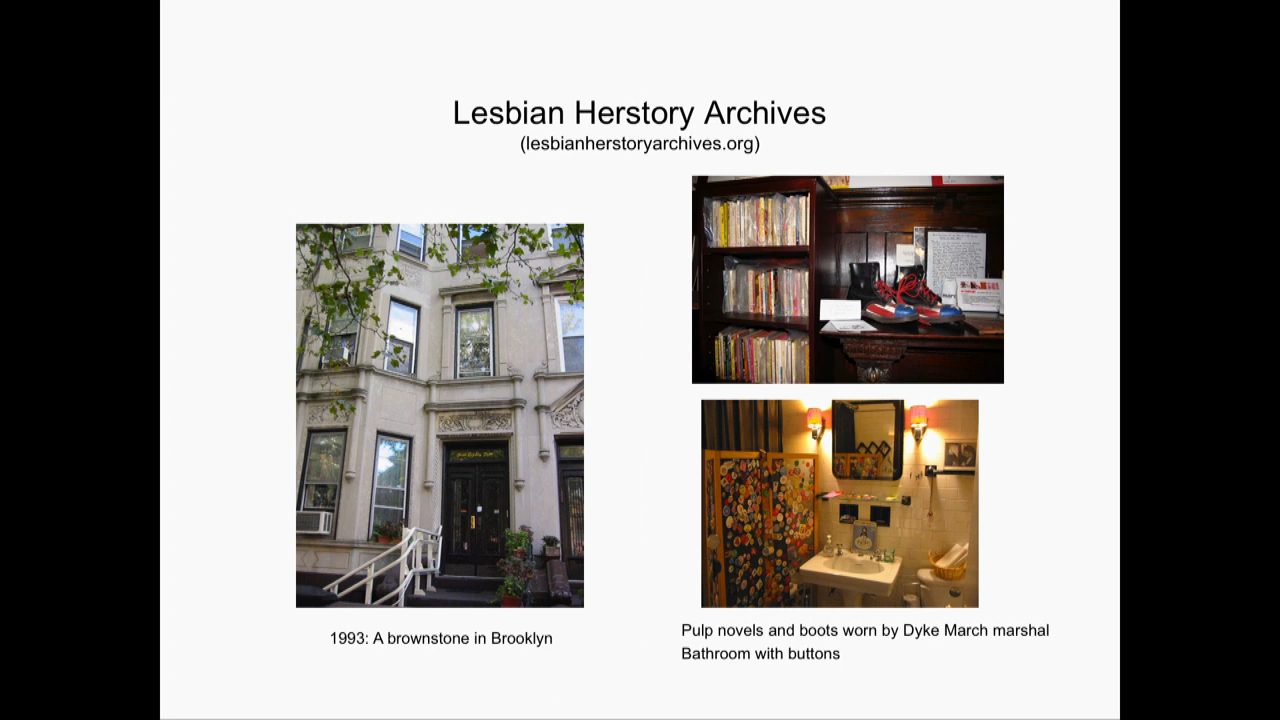 Lesbian Herstory Archives
(lesbianherstoryarchives.org)
1993: A brownstone in Brooklyn
Pulp novels and boots worn by Dyke March marshal
Bathroom with buttons